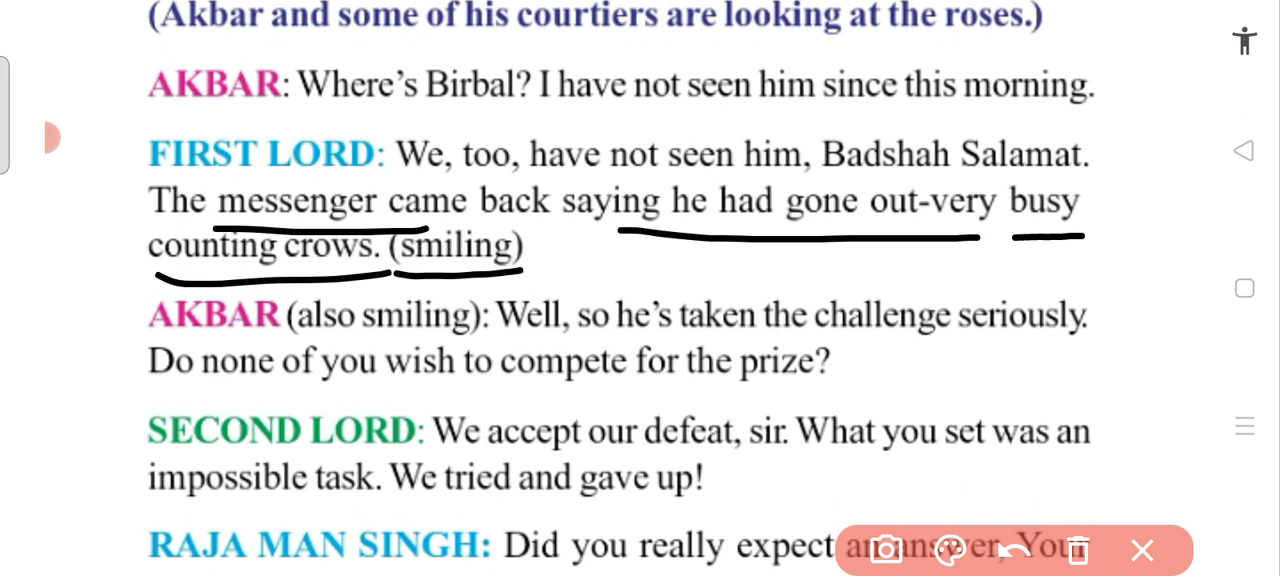 (Akbar and some of his courtiers are looking at the roses.)
AKBAR: Where's Birbal? I have not seen him since this morning.
FIRST LORD: We, too, have not seen him, Badshah Salamat.
The messenger came back saying he had gone out-very busy
counting crows. (smiling)
AKBAR (also smiling): Well, so he's taken the challenge seriously.
Do none of you wish to compete for the prize?
SECOND LORD: We accept our defeat, sir. What you set was an
impossible task. We tried and gave up!
RAJA MAN SINGH: Did you really expect an answer, Your